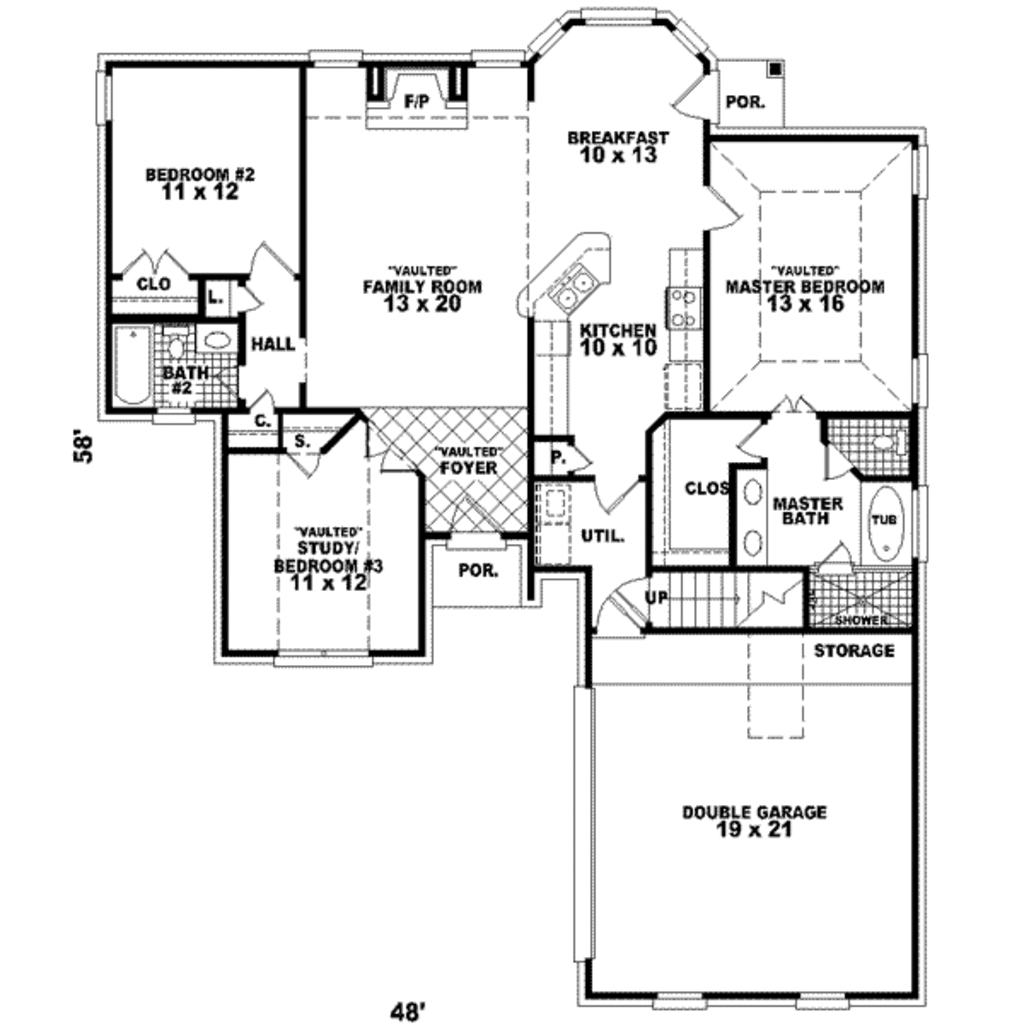 F/P
POR.
BREAKFAST
10 x 13
BEDROOM #2
11 x 12
"VAULTED"
FAMILY ROOM
13 x 20
"VAULTED"
MASTER BEDROOM
13 x 16
CLO
L.
KITCHEN
10 x 10
HALL
BATH
#2
C.
S.
"VAULTED"
FOYER
P.
58'
CLOS
MASTER
BATH
TUB
"VAULTED"
STUDY/
BEDROOM #3
11 x 12
UTIL.
POR.
UP
SHOWER
STORAGE
DOUBLE GARAGE
19 x 21
48'